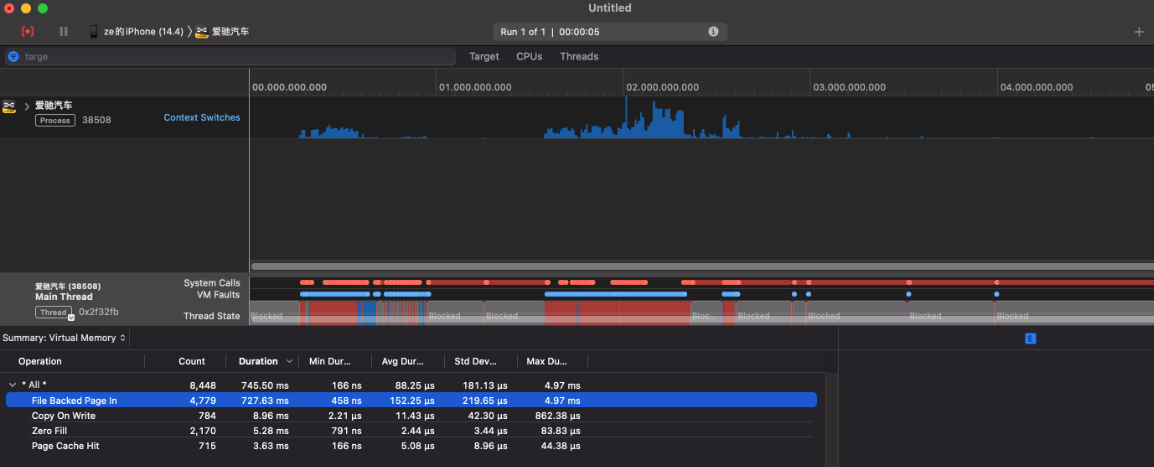 Untitled
ze的iPhone (14.4) 〉 爱驰汽车
Run 1 of 1 | 00:00:05
targe
Target CPUs Threads
00.000.000.000 01.000.000.000 02.000.000.000 03.000.000.000 04.000.000.000 05
爱驰汽车
Process 38508 Context Switches
System Calls
爱驰汽车 (38508)
VM Faults
Main Thread
Thread 0x2f32fb
Thread State Blocked Blocked Blocked Bloc... Blocked Blocked Blocked Blocked
Summary: Virtual Memory
E
Operation Count Duration Min Dur... Avg Dur... Std Dev... Max Du...
* All * 8,448 745.50 ms 166 ns 88.25 µs 181.13 µs 4.97 ms
File Backed Page In 4,779 727.63 ms 458 ns 152.25 µs 219.65 µs 4.97 ms
Copy On Write 784 8.96 ms 2.21 µs 11.43 µs 42.30 µs 862.38 µs
Zero Fill 2,170 5.28 ms 791 ns 2.44 µs 3.44 µs 83.83 µs
Page Cache Hit 715 3.63 ms 166 ns 5.08 µs 8.96 µs 44.38 µs